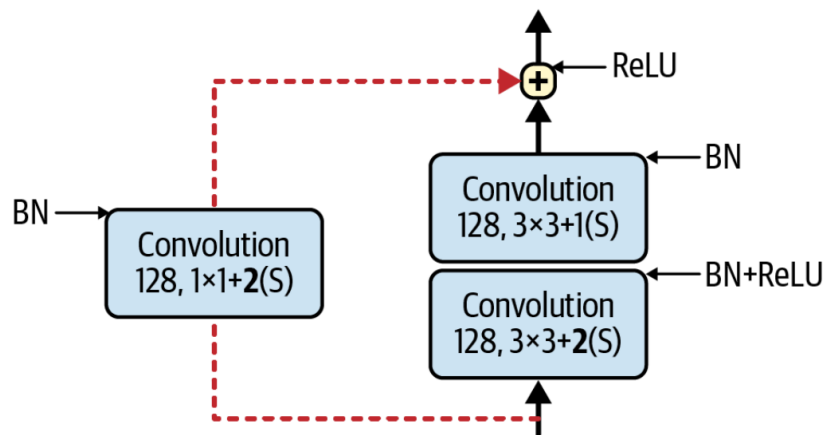 ReLU
+
BN
Convolution
128, 3×3+1(S)
BN
Convolution
128, 1×1+2(S)
BN+ReLU
Convolution
128, 3×3+2(S)